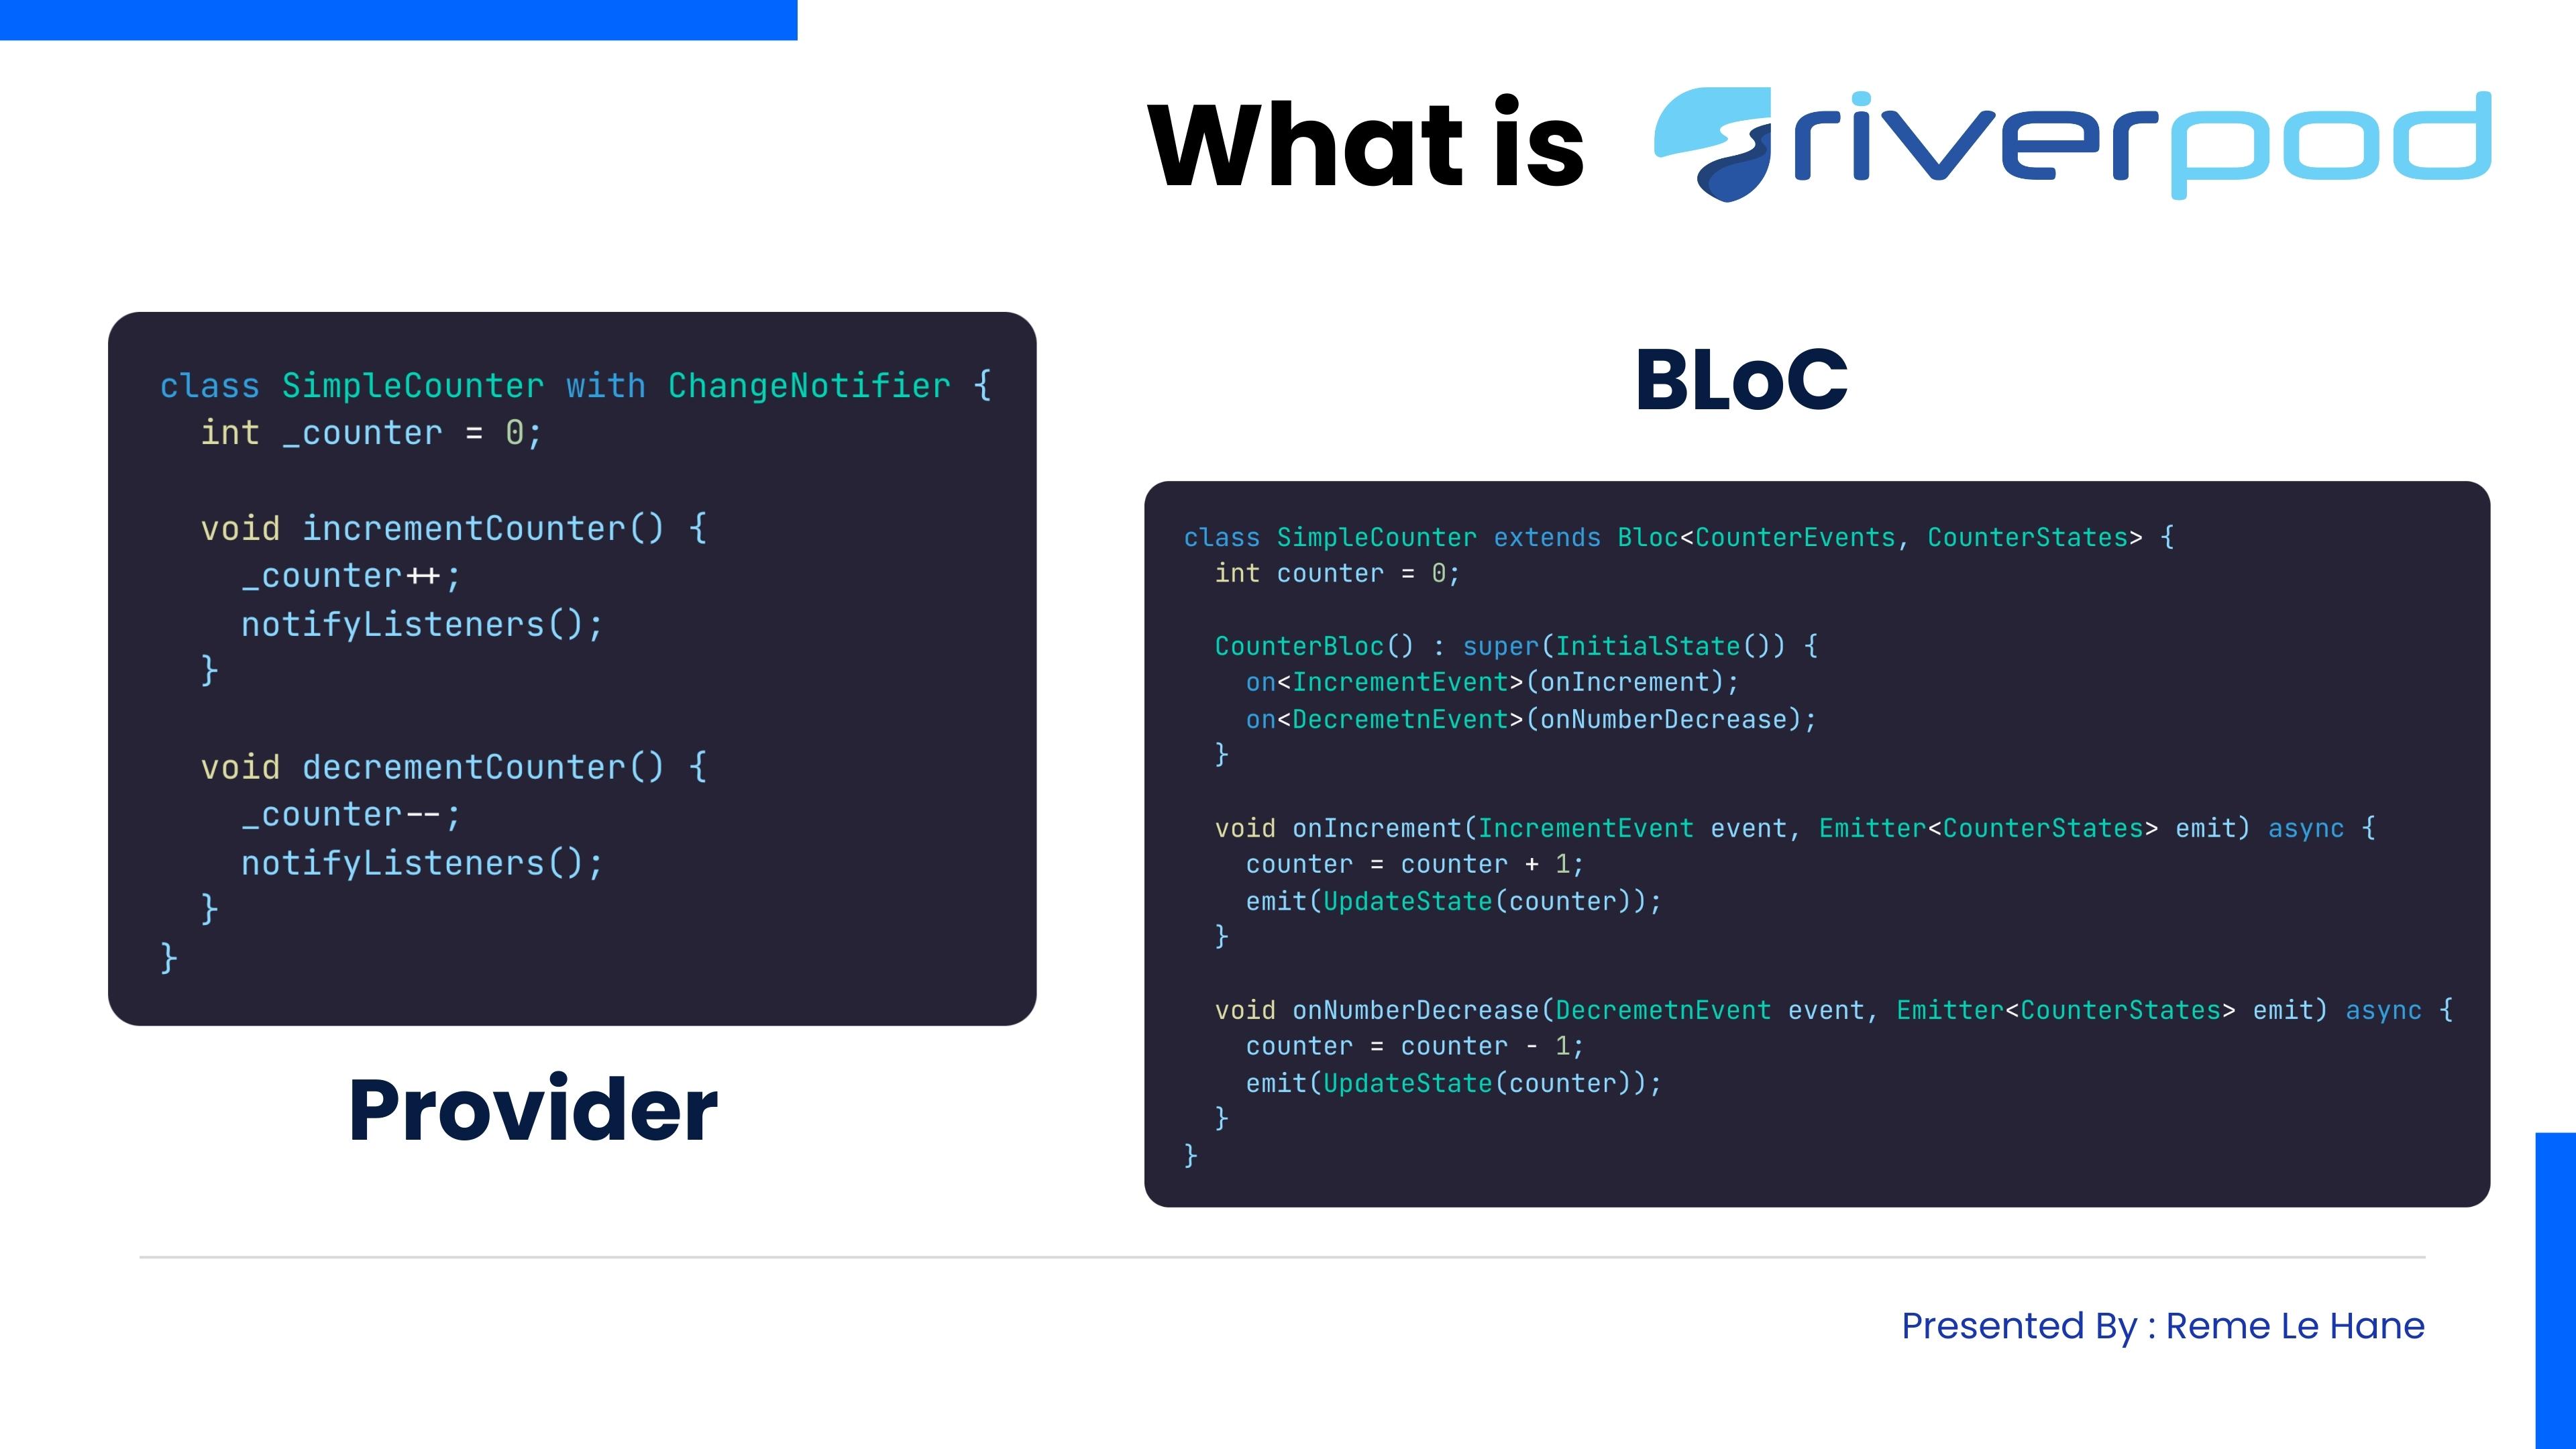 What is riverpod
class SimpleCounter with ChangeNotifier {
  int _counter = 0;

  void incrementCounter() {
    _counter++;
    notifyListeners();
  }

  void decrementCounter() {
    _counter--;
    notifyListeners();
  }
}
Provider
BLoC
class SimpleCounter extends Bloc<CounterEvents, CounterStates> {
  int counter = 0;

  CounterBloc() : super(InitialState()) {
    on<IncrementEvent>(onIncrement);
    on<DecremetnEvent>(onNumberDecrease);
  }

  void onIncrement(IncrementEvent event, Emitter<CounterStates> emit) async {
    counter = counter + 1;
    emit(UpdateState(counter));
  }

  void onNumberDecrease(DecremetnEvent event, Emitter<CounterStates> emit) async {
    counter = counter - 1;
    emit(UpdateState(counter));
  }
}
Presented By : Reme Le Hane